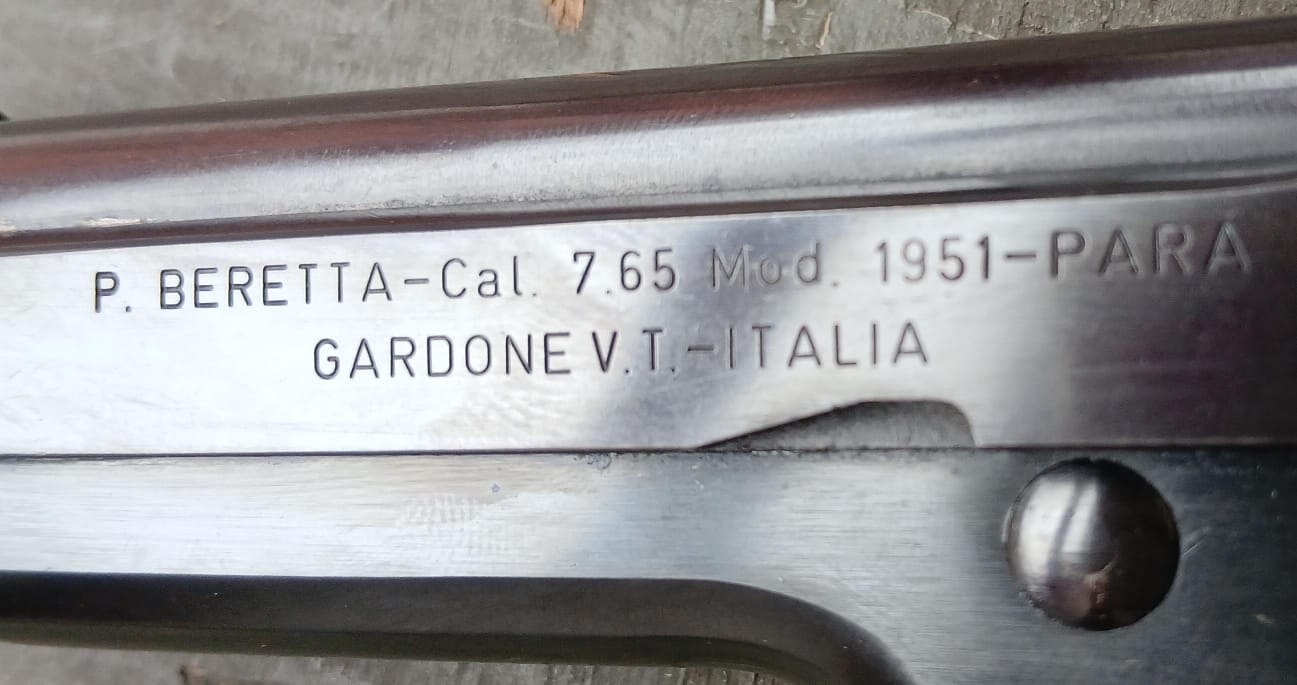 P. BERETTA-Cal. 7.65 Mod. 1951-PARA
GARDONE V.T.-ITALIA